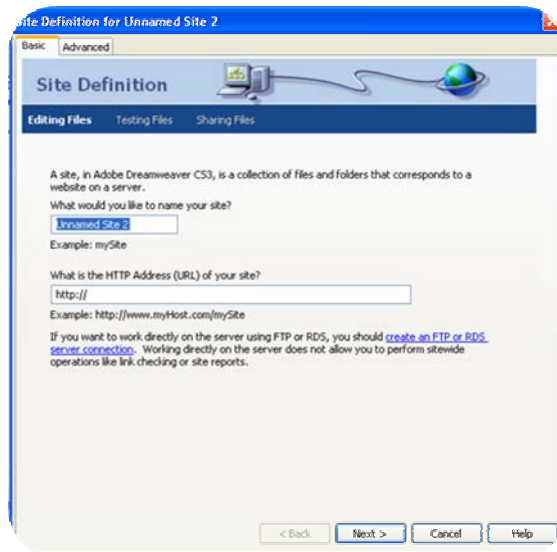 Site Definition for Unnamed Site 2
Basic Advanced
Site Definition
Editing Files Testing Files Sharing Files
A site, in Adobe Dreamweaver CS3, is a collection of files and folders that corresponds to a
website on a server.
What would you like to name your site?
Unnamed Site 2
Example: mySite
What is the HTTP Address (URL) of your site?
http://
Example: http://www.myHost.com/mySite
If you want to work directly on the server using FTP or RDS, you should create an FTP or RDS
server connection. Working directly on the server does not allow you to perform sitewide
operations like link checking or site reports.
< Back Next > Cancel Help